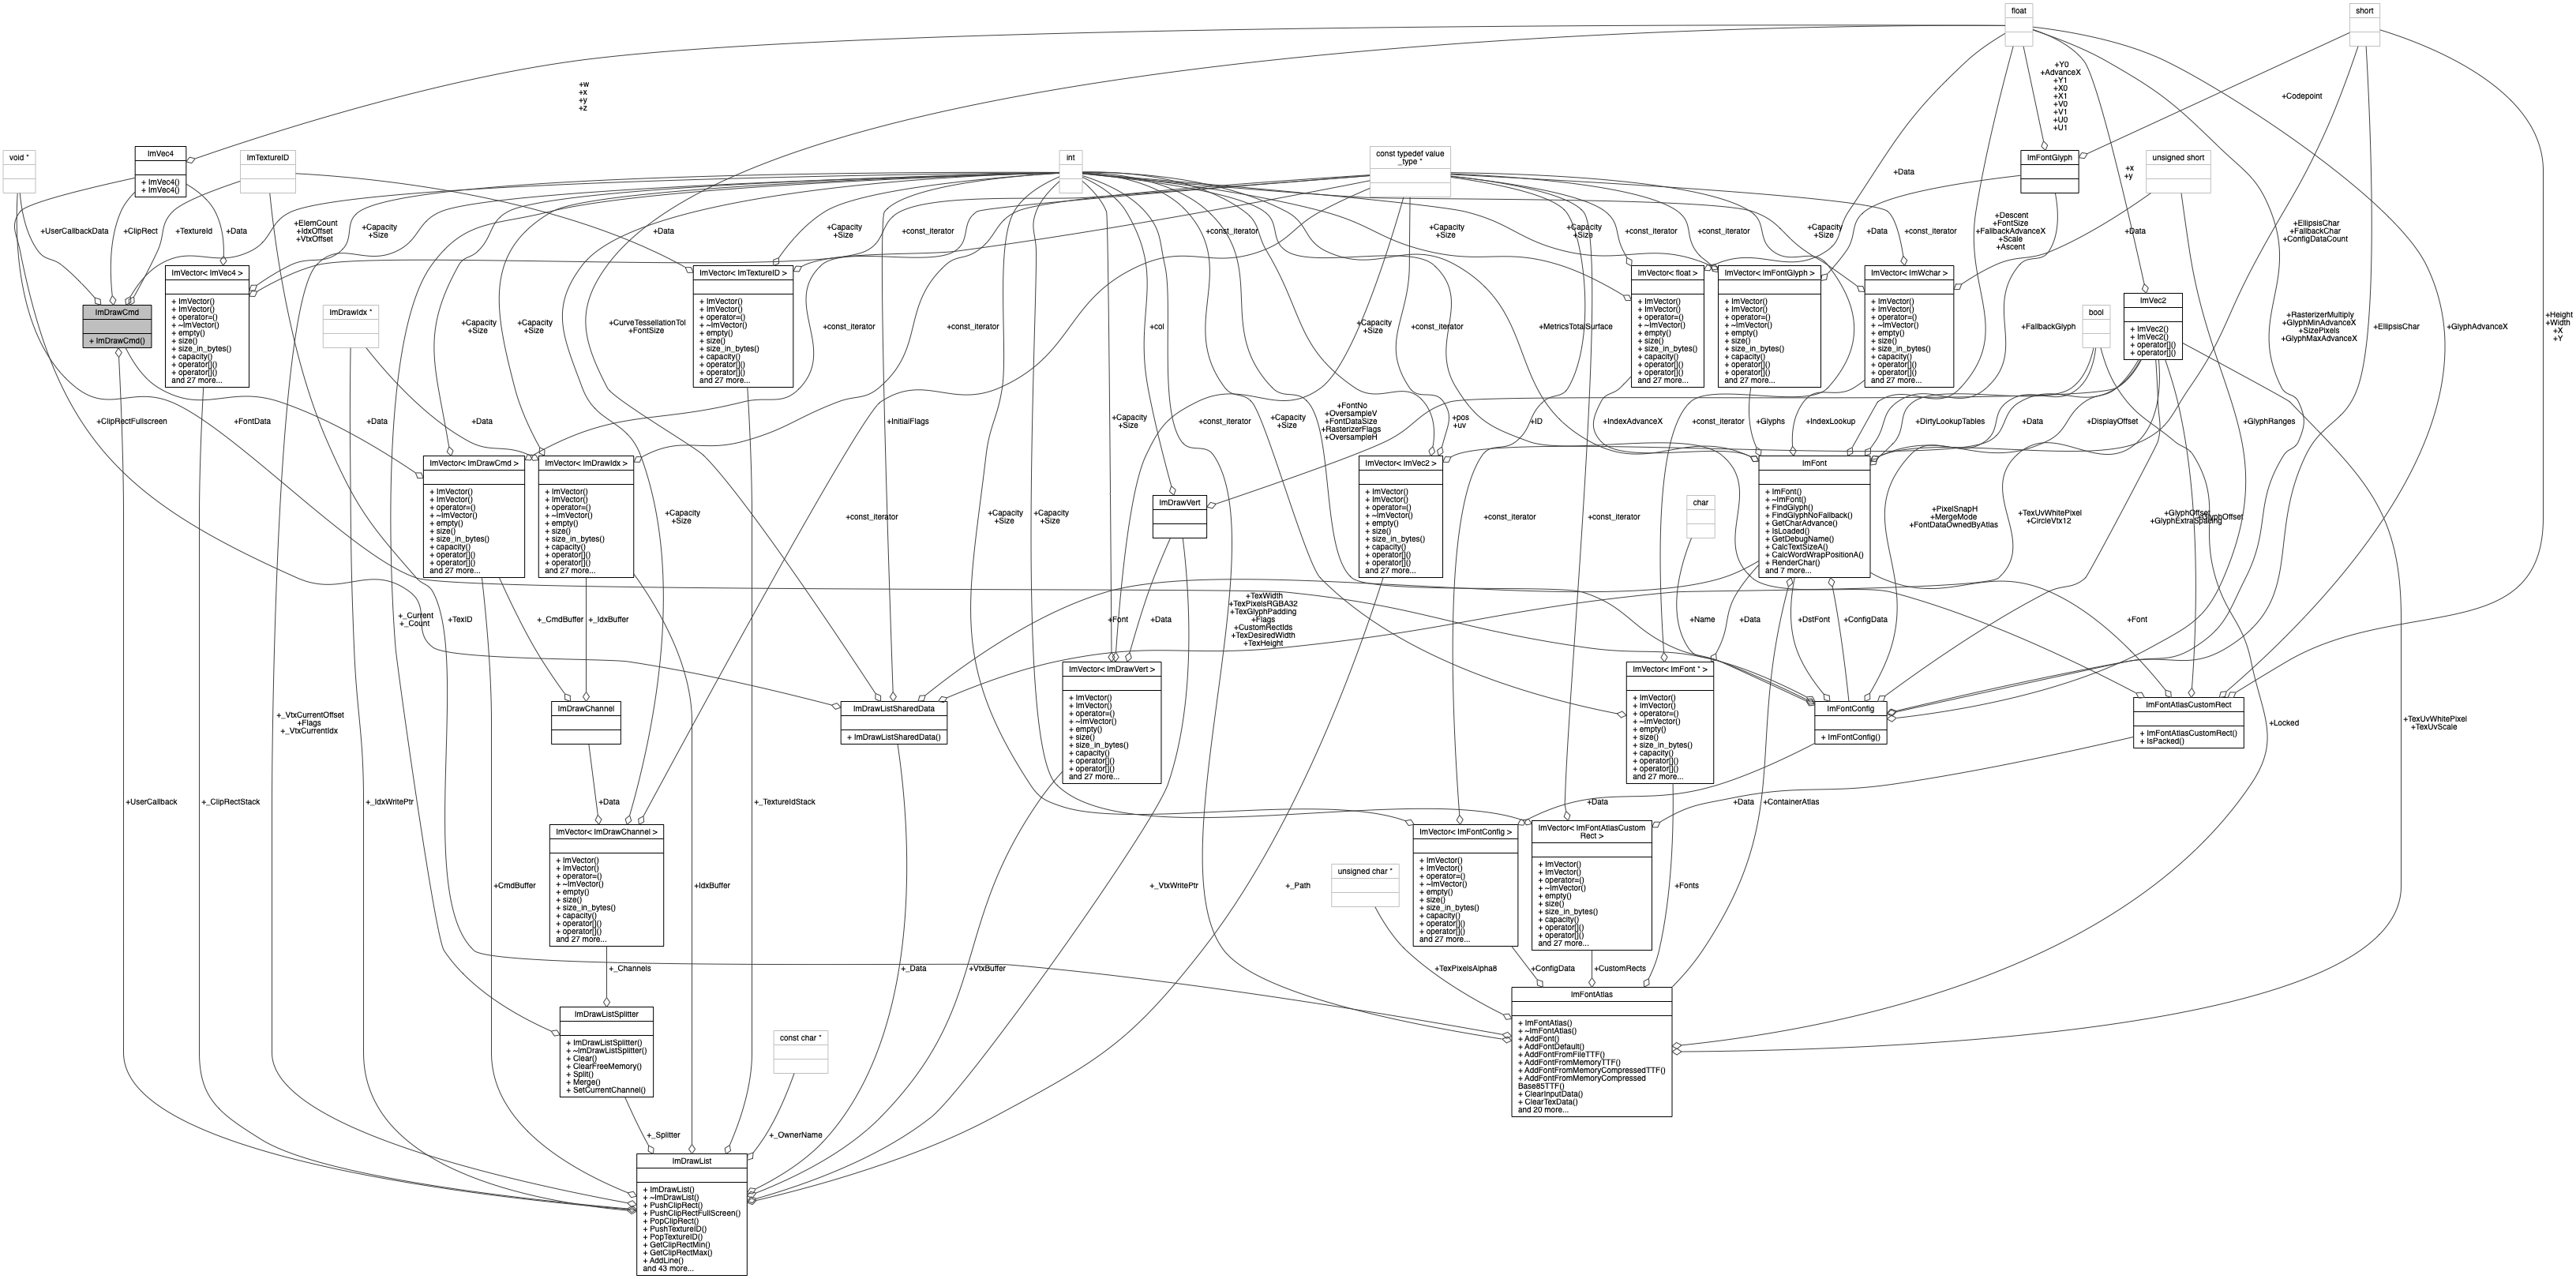 float
short
+w
+x
+y
+z
+Y0
+AdvanceX
+Y1
+X0
+X1
+V0
+V1
+U0
+U1
+Codepoint
void *
ImVec4
+ ImVec4()
+ ImVec4()
ImTextureID
int
const typedef value
_type *
ImFontGlyph
unsigned short
+UserCallbackData
+ClipRect
+TextureId
+Data
+ElemCount
+IdxOffset
+VtxOffset
+Capacity
+Size
+Data
+Capacity
+Size
+const_iterator
+const_iterator
+Capacity
+Size
+Capacity
+Size
+const_iterator
+const_iterator
+Capacity
+Size
+Data
+Data
+const_iterator
+Descent
+FontSize
+FallbackAdvanceX
+Scale
+Ascent
+Data
+x
+y
+EllipsisChar
+FallbackChar
+ConfigDataCount
ImDrawCmd
+ ImDrawCmd()
ImVector< ImVec4 >
+ ImVector()
+ ImVector()
+ operator=()
+ ~ImVector()
+ empty()
+ size()
+ size_in_bytes()
+ capacity()
+ operator[]()
+ operator[]()
and 27 more...
ImDrawIdx *
ImVector< ImTextureID >
+ ImVector()
+ ImVector()
+ operator=()
+ ~ImVector()
+ empty()
+ size()
+ size_in_bytes()
+ capacity()
+ operator[]()
+ operator[]()
and 27 more...
ImVector< float >
+ ImVector()
+ ImVector()
+ operator=()
+ ~ImVector()
+ empty()
+ size()
+ size_in_bytes()
+ capacity()
+ operator[]()
+ operator[]()
and 27 more...
ImVector< ImFontGlyph >
+ ImVector()
+ ImVector()
+ operator=()
+ ~ImVector()
+ empty()
+ size()
+ size_in_bytes()
+ capacity()
+ operator[]()
+ operator[]()
and 27 more...
ImVector< ImWchar >
+ ImVector()
+ ImVector()
+ operator=()
+ ~ImVector()
+ empty()
+ size()
+ size_in_bytes()
+ capacity()
+ operator[]()
+ operator[]()
and 27 more...
bool
ImVec2
+ ImVec2()
+ ImVec2()
+ operator[]()
+ operator[]()
+Capacity
+Size
+Capacity
+Size
+CurveTessellationTol
+FontSize
+const_iterator
+const_iterator
+col
+Capacity
+Size
+const_iterator
+MetricsTotalSurface
+FallbackGlyph
+RasterizerMultiply
+GlyphMinAdvanceX
+SizePixels
+GlyphMaxAdvanceX
+EllipsisChar
+GlyphAdvanceX
+Height
+Width
+X
+Y
+ClipRectFullscreen
+FontData
+Data
+Data
+InitialFlags
+Capacity
+Size
+const_iterator
+Capacity
+Size
+FontNo
+OversampleV
+FontDataSize
+RasterizerFlags
+OversampleH
+pos
+uv
+ID
+IndexAdvanceX
+const_iterator
+Glyphs
+IndexLookup
+DirtyLookupTables
+Data
+DisplayOffset
+GlyphRanges
ImVector< ImDrawCmd >
+ ImVector()
+ ImVector()
+ operator=()
+ ~ImVector()
+ empty()
+ size()
+ size_in_bytes()
+ capacity()
+ operator[]()
+ operator[]()
and 27 more...
ImVector< ImDrawIdx >
+ ImVector()
+ ImVector()
+ operator=()
+ ~ImVector()
+ empty()
+ size()
+ size_in_bytes()
+ capacity()
+ operator[]()
+ operator[]()
and 27 more...
+Capacity
+Size
+const_iterator
ImDrawVert
ImVector< ImVec2 >
+ ImVector()
+ ImVector()
+ operator=()
+ ~ImVector()
+ empty()
+ size()
+ size_in_bytes()
+ capacity()
+ operator[]()
+ operator[]()
and 27 more...
+Capacity
+Size
+Capacity
+Size
+const_iterator
+const_iterator
char
ImFont
+ ImFont()
+ ~ImFont()
+ FindGlyph()
+ FindGlyphNoFallback()
+ GetCharAdvance()
+ IsLoaded()
+ GetDebugName()
+ CalcTextSizeA()
+ CalcWordWrapPositionA()
+ RenderChar()
and 7 more...
+PixelSnapH
+MergeMode
+FontDataOwnedByAtlas
+TexUvWhitePixel
+CircleVtx12
+GlyphOffset
+GlyphExtraSpacing
+GlyphOffset
+_Current
+_Count
+TexID
+_CmdBuffer
+_IdxBuffer
+Font
+Data
+TexWidth
+TexPixelsRGBA32
+TexGlyphPadding
+Flags
+CustomRectIds
+TexDesiredWidth
+TexHeight
+Name
+Data
+DstFont
+ConfigData
+Font
ImDrawChannel
ImDrawListSharedData
+ ImDrawListSharedData()
ImVector< ImDrawVert >
+ ImVector()
+ ImVector()
+ operator=()
+ ~ImVector()
+ empty()
+ size()
+ size_in_bytes()
+ capacity()
+ operator[]()
+ operator[]()
and 27 more...
ImVector< ImFont * >
+ ImVector()
+ ImVector()
+ operator=()
+ ~ImVector()
+ empty()
+ size()
+ size_in_bytes()
+ capacity()
+ operator[]()
+ operator[]()
and 27 more...
ImFontConfig
+ ImFontConfig()
ImFontAtlasCustomRect
+ ImFontAtlasCustomRect()
+ IsPacked()
+_VtxCurrentOffset
+Flags
+_VtxCurrentIdx
+Locked
+TexUvWhitePixel
+TexUvScale
+UserCallback
+_ClipRectStack
+_IdxWritePtr
+Data
+_TextureIdStack
+Data
+Data
+ContainerAtlas
ImVector< ImDrawChannel >
+ ImVector()
+ ImVector()
+ operator=()
+ ~ImVector()
+ empty()
+ size()
+ size_in_bytes()
+ capacity()
+ operator[]()
+ operator[]()
and 27 more...
ImVector< ImFontConfig >
+ ImVector()
+ ImVector()
+ operator=()
+ ~ImVector()
+ empty()
+ size()
+ size_in_bytes()
+ capacity()
+ operator[]()
+ operator[]()
and 27 more...
ImVector< ImFontAtlasCustom
Rect >
+ ImVector()
+ ImVector()
+ operator=()
+ ~ImVector()
+ empty()
+ size()
+ size_in_bytes()
+ capacity()
+ operator[]()
+ operator[]()
and 27 more...
unsigned char *
+CmdBuffer
+IdxBuffer
+_VtxWritePtr
+_Path
+Fonts
+_Channels
+_Data
+VtxBuffer
+TexPixelsAlpha8
+ConfigData
+CustomRects
ImDrawListSplitter
+ ImDrawListSplitter()
+ ~ImDrawListSplitter()
+ Clear()
+ ClearFreeMemory()
+ Split()
+ Merge()
+ SetCurrentChannel()
const char *
ImFontAtlas
+ ImFontAtlas()
+ ~ImFontAtlas()
+ AddFont()
+ AddFontDefault()
+ AddFontFromFileTTF()
+ AddFontFromMemoryTTF()
+ AddFontFromMemoryCompressedTTF()
+ AddFontFromMemoryCompressed
Base85TTF()
+ ClearInputData()
+ ClearTexData()
and 20 more...
+_Splitter
+_OwnerName
ImDrawList
+ ImDrawList()
+ ~ImDrawList()
+ PushClipRect()
+ PushClipRectFullScreen()
+ PopClipRect()
+ PushTextureID()
+ PopTextureID()
+ GetClipRectMin()
+ GetClipRectMax()
+ AddLine()
and 43 more...